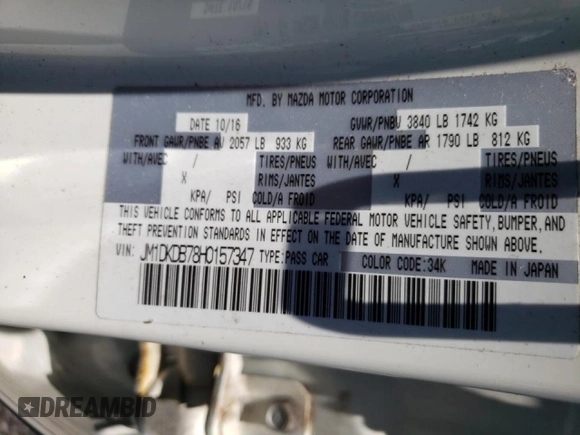 MFD. BY MAZDA MOTOR CORPORATION
DATE 10/16 GVWR/PNBV 3840 LB 1742 KG
FRONT GAWR/PNBE AV 2057 LB 933 KG REAR GAWR/PNBE AR 1790 LB 812 KG
WITH/AVEC / TIRES/PNEUS WITH/AVEC / TIRES/PNEUS
X RIMS/JANTES X RIMS/JANTES
KPA/ PSI COLD/A FROID KPA/ PSI COLD/A FROID
THIS VEHICLE CONFORMS TO ALL APPLICABLE FEDERAL MOTOR VEHICLE SAFETY, BUMPER, AND
THEFT PREVENTION STANDARDS IN EFFECT ON THE DATE OF MANUFACTURE SHOWN ABOVE.
VIN: JM1DKDB78H0157347 TYPE:PASS CAR COLOR CODE:34K MADE IN JAPAN
DREAMBID